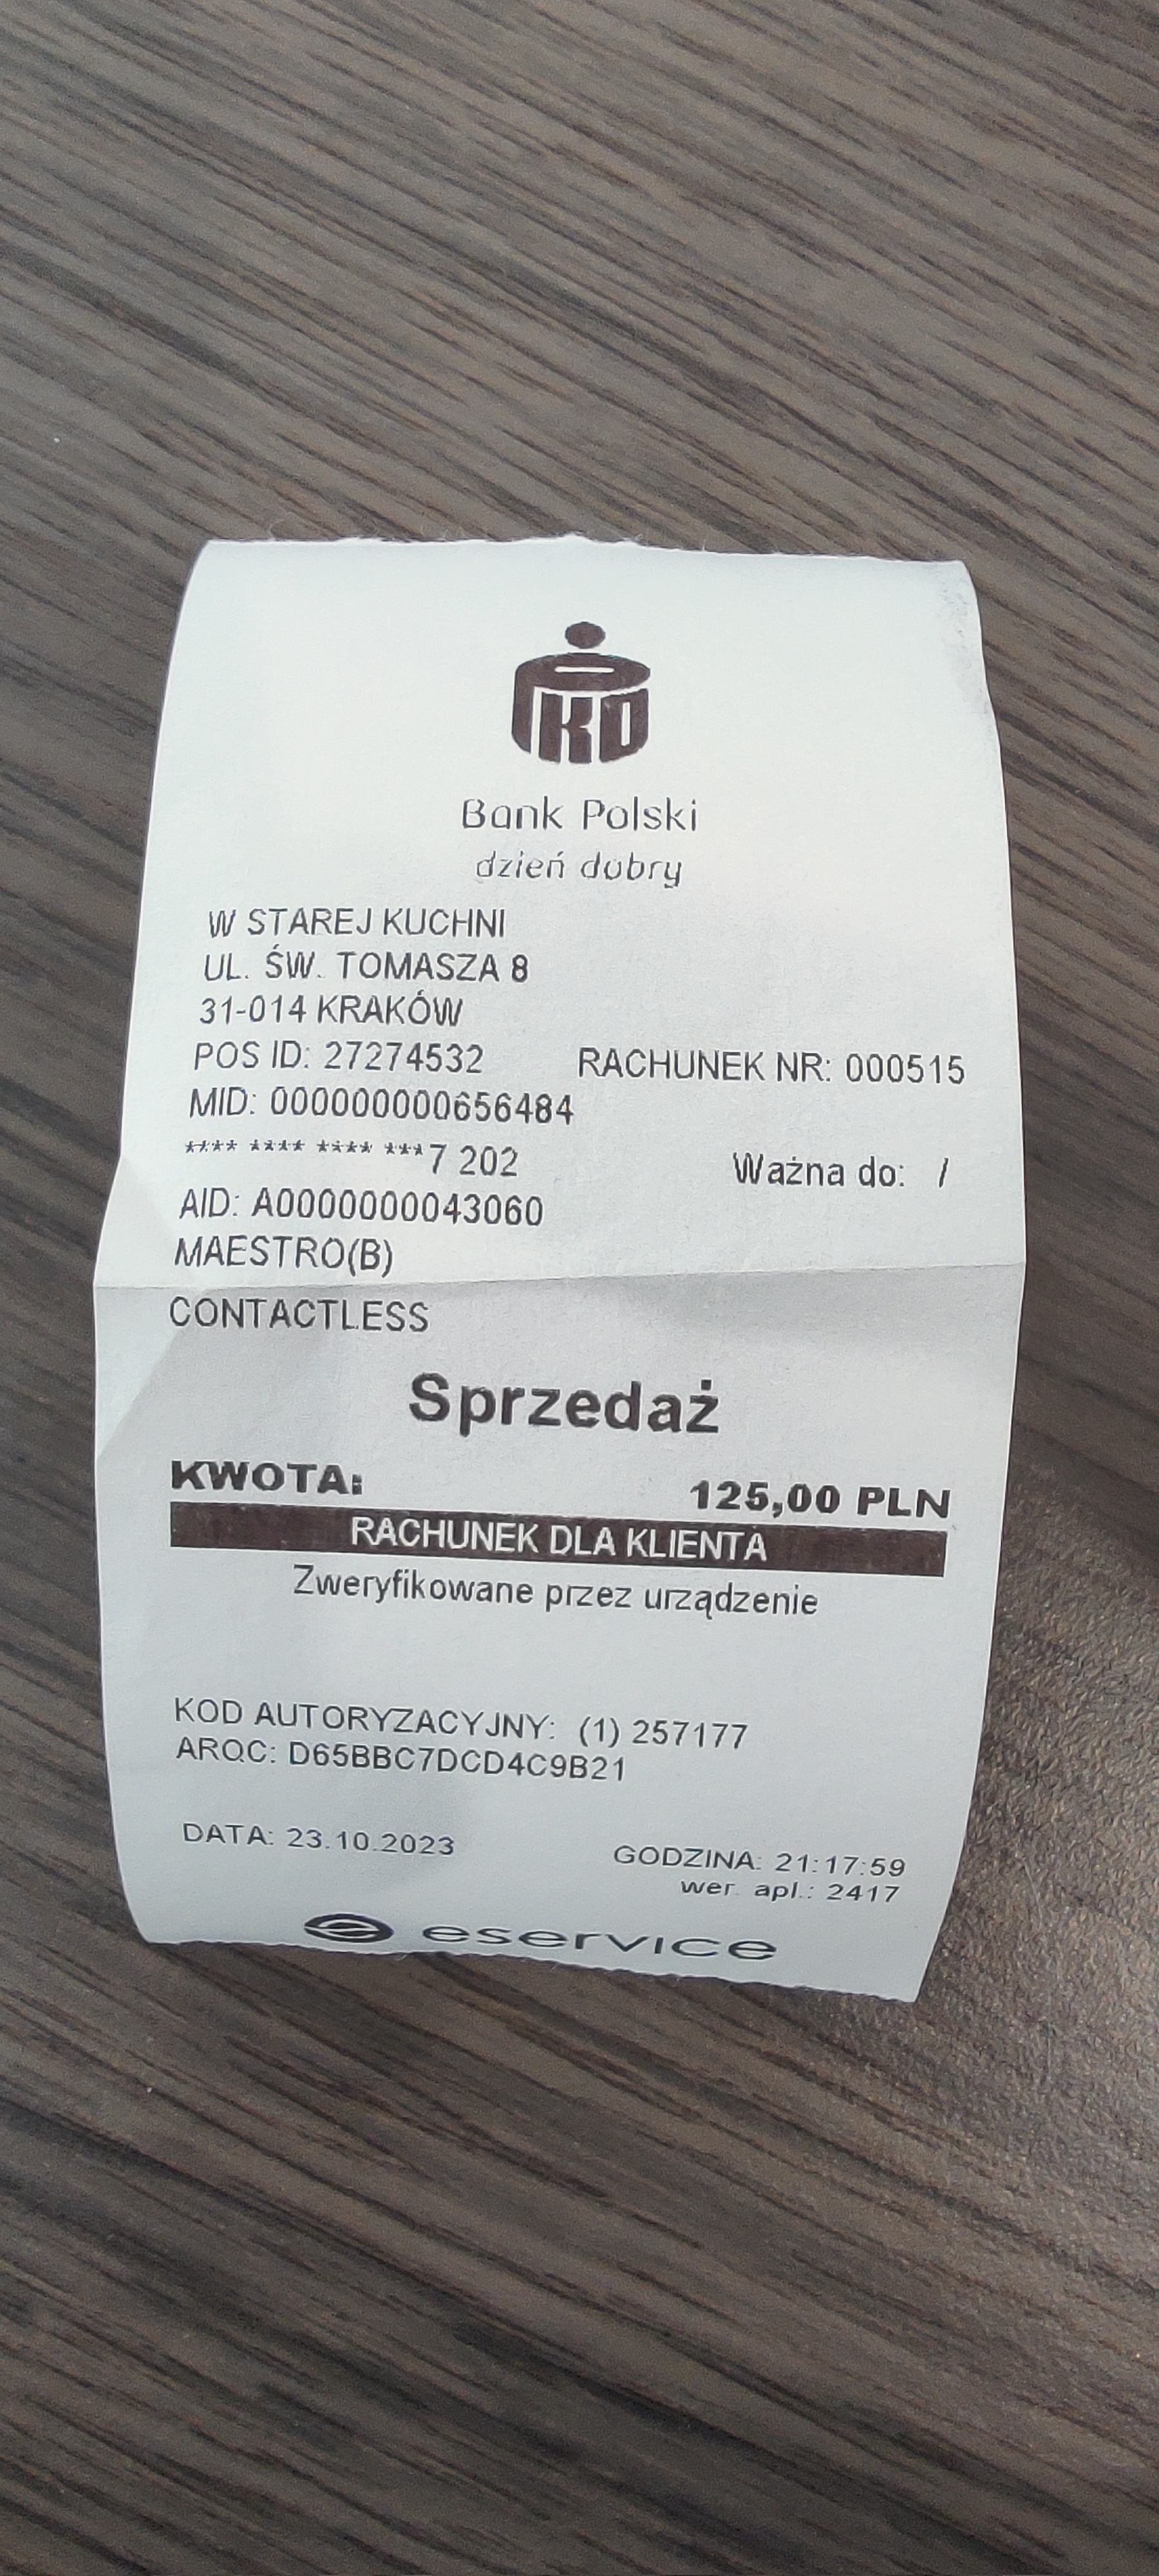 PKO
Bank Polski
dzień dobry
W STAREJ KUCHNI
UL. ŚW. TOMASZA 8
31-014 KRAKÓW
POS ID: 27274532 RACHUNEK NR: 000515
MID: 000000000656484
**** **** **** ***7 202 Ważna do: /
AID: A0000000043060
MAESTRO(B)
CONTACTLESS
Sprzedaż
KWOTA: 125,00 PLN
RACHUNEK DLA KLIENTA
Zweryfikowane przez urządzenie
KOD AUTORYZACYJNY: (1) 257177
ARQC: D65BBC7DCD4C9B21
DATA: 23.10.2023 GODZINA: 21:17:59
wer. apl.: 2417
eservice